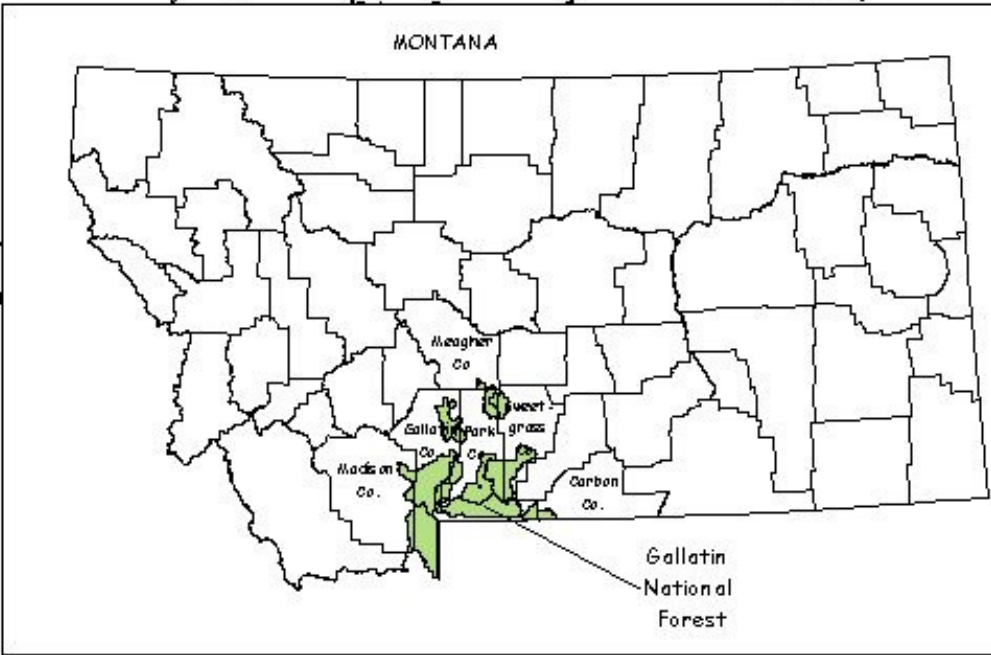 MONTANA
Meagher
Co
Sweet-
grass
Gallatin
Co.
Park
Co
Madison
Co.
Carbon
Co.
Gallatin
National
Forest